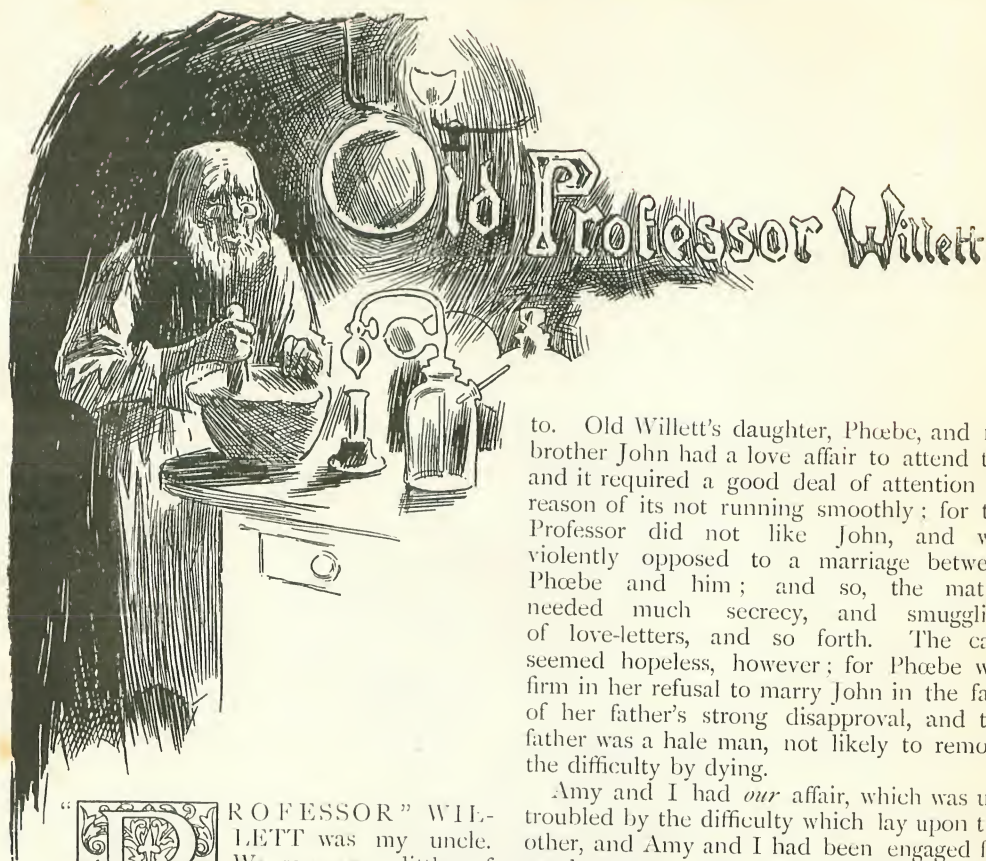 Old Professor Willett
"PROFESSOR" WIL-
LETT was my uncle.
little of
to. Old Willett's daughter, Phœbe, and
brother John had a love affair to attend t
and it required a good deal of attention
reason of its not running smoothly; for t
Professor did not like John, and w
violently opposed to a marriage betwe
Phœbe and him; and so, the mat
needed much secrecy, and smuggli
of love-letters, and so forth. The ca
seemed hopeless, however; for Phœbe w
firm in her refusal to marry John in the fa
of her father's strong disapproval, and t
father was a hale man, not likely to remo
the difficulty by dying.
Amy and I had our affair, which was u
troubled by the difficulty which lay upon t
other, and Amy and I had been engaged f